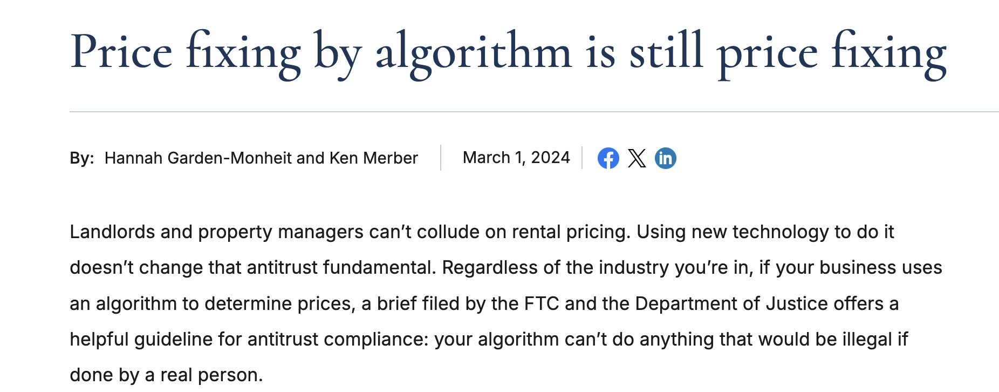 Price fixing by algorithm is still price fixing
By: Hannah Garden-Monheit and Ken Merber
March 1, 2024
Landlords and property managers can’t collude on rental pricing. Using new technology to do it
doesn’t change that antitrust fundamental. Regardless of the industry you’re in, if your business uses
an algorithm to determine prices, a brief filed by the FTC and the Department of Justice offers a
helpful guideline for antitrust compliance: your algorithm can’t do anything that would be illegal if
done by a real person.